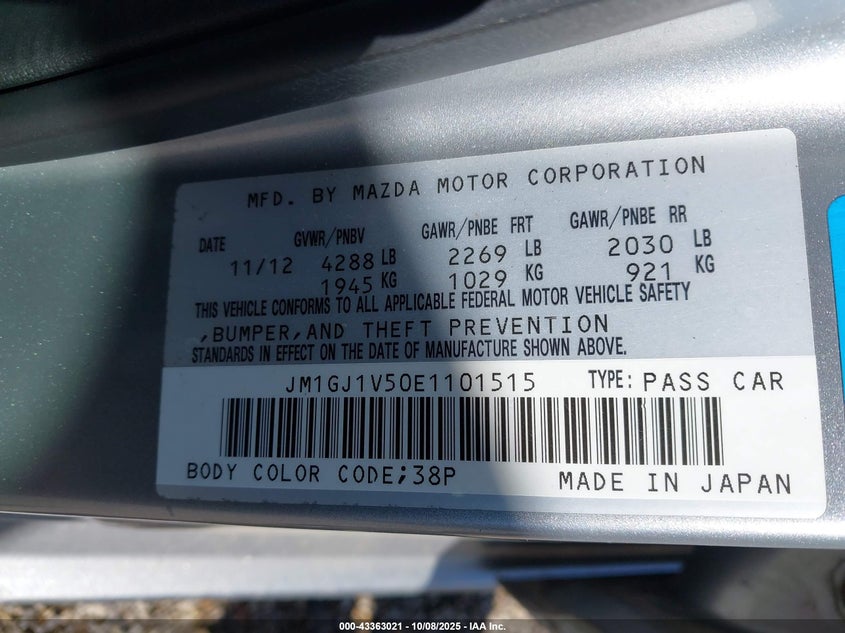 MFD. BY MAZDA MOTOR CORPORATION
DATE GVWR/PNBV GAWR/PNBE FRT GAWR/PNBE RR
11/12 4288 LB 2269 LB 2030 LB
1945 KG 1029 KG 921 KG
THIS VEHICLE CONFORMS TO ALL APPLICABLE FEDERAL MOTOR VEHICLE SAFETY
,BUMPER,AND THEFT PREVENTION
STANDARDS IN EFFECT ON THE DATE OF MANUFACTURE SHOWN ABOVE.
JM1GJ1V50E1101515 TYPE: PASS CAR
BODY COLOR CODE;38P MADE IN JAPAN
000-43363021 - 10/08/2025 - IAA Inc.